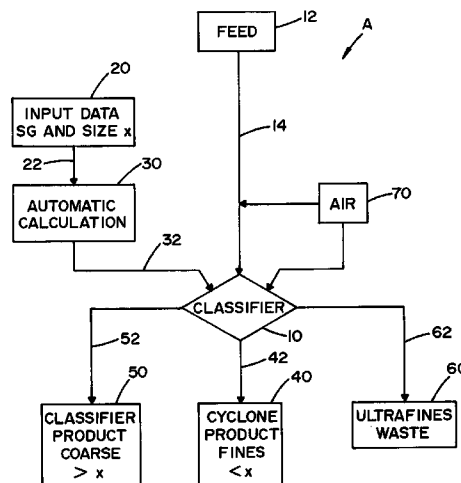 12
FEED
A
20
INPUT DATA
SG AND SIZE x
14
22
30
AUTOMATIC
CALCULATION
AIR
70
32
CLASSIFIER
10
52
42
62
50
40
60
CLASSIFIER
PRODUCT
COARSE
> x
CYCLONE
PRODUCT
FINES
<x
ULTRAFINES
WASTE